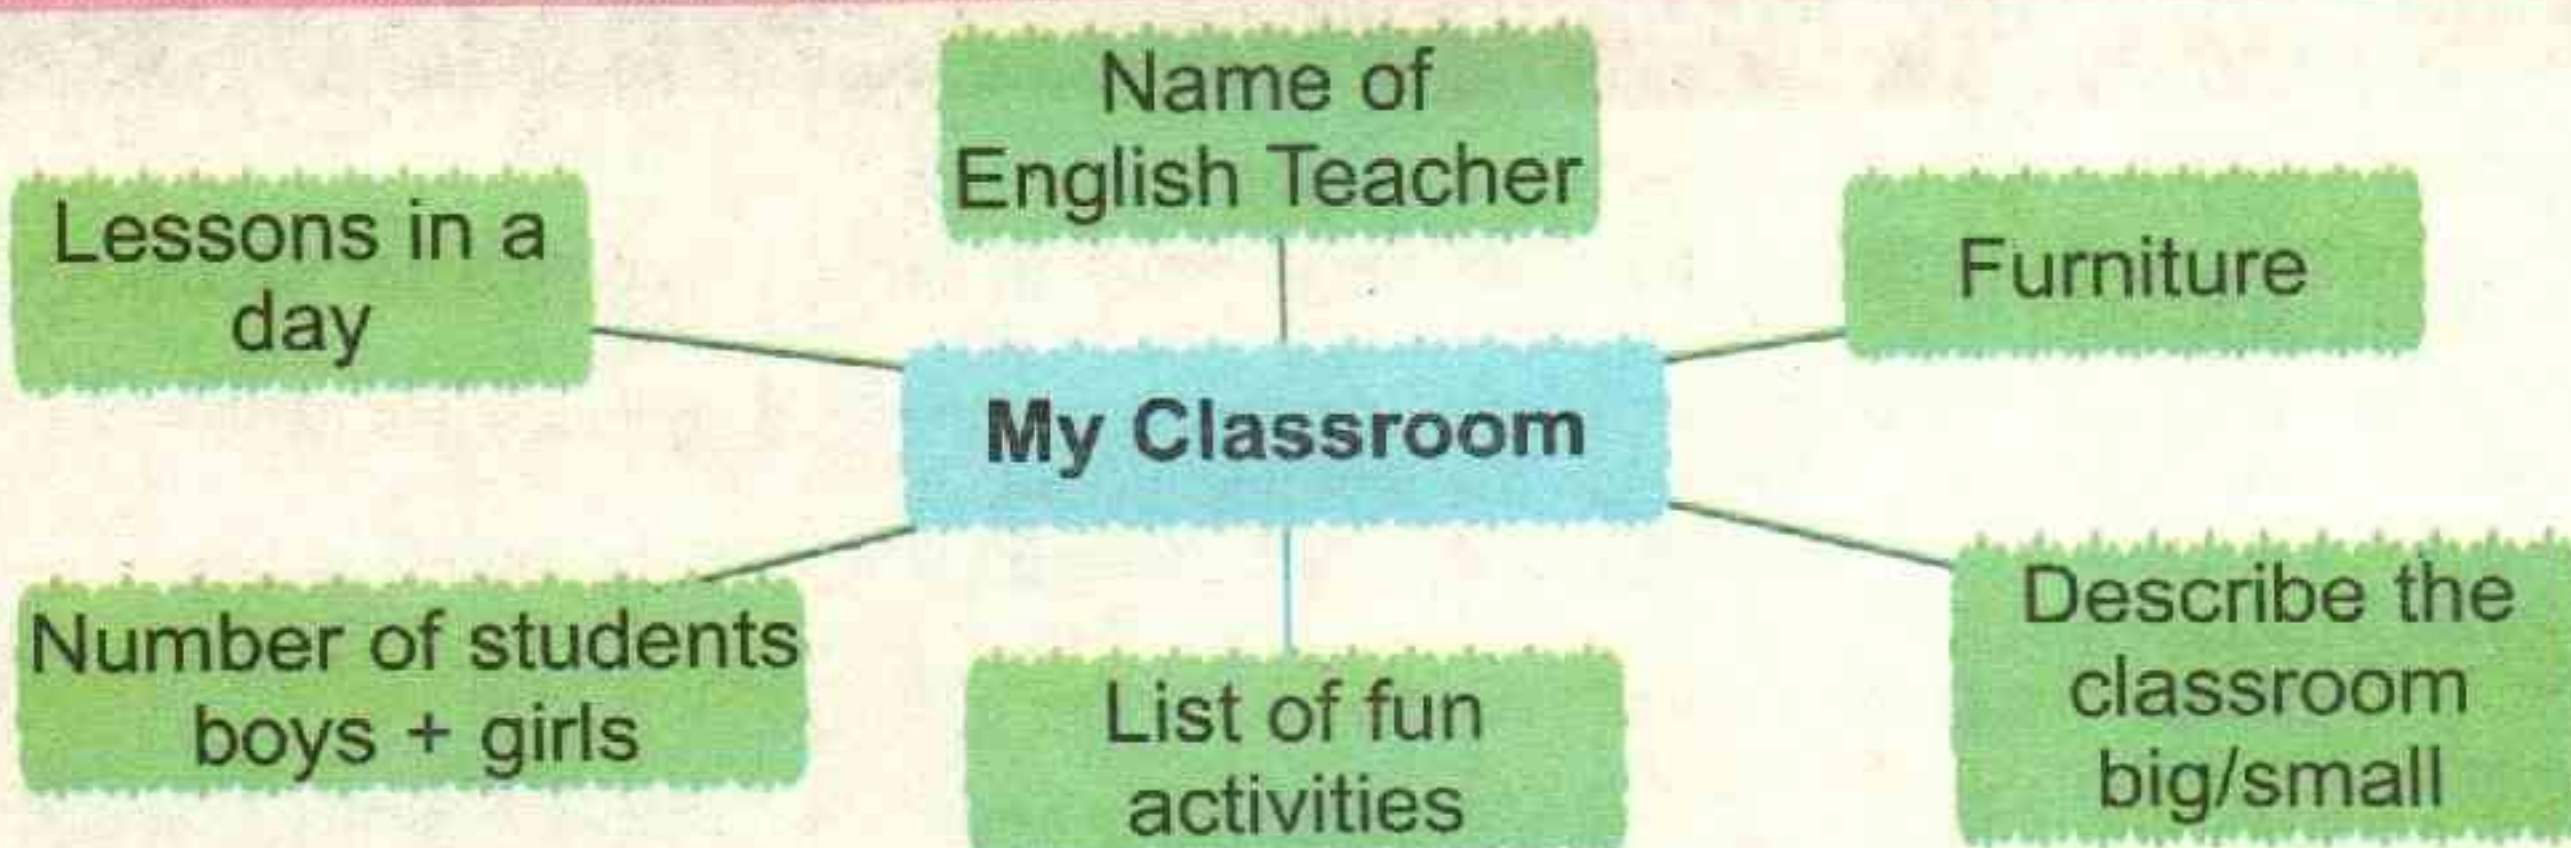 Name of
English Teacher
Lessons in a
day
Furniture
My Classroom
Number of students
boys + girls
List of fun
activities
Describe the
classroom
big/small